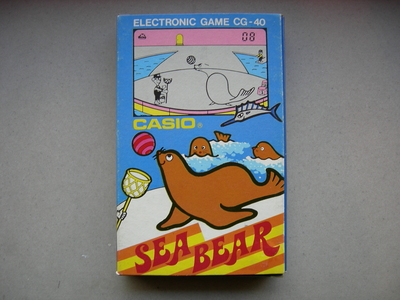 ELECTRONIC GAME CG-40
08
CASIO®
SEA BEAR